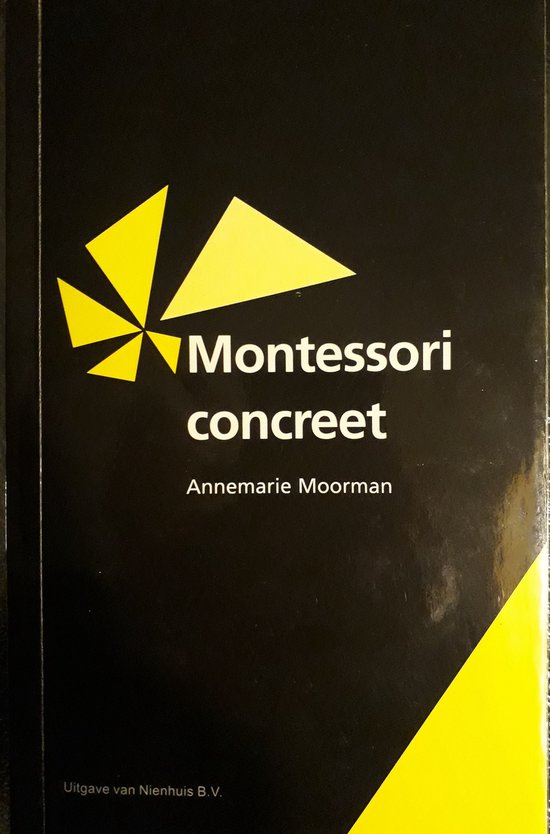 Montessori
concreet
Annemarie Moorman
Uitgave van Nienhuis B.V.